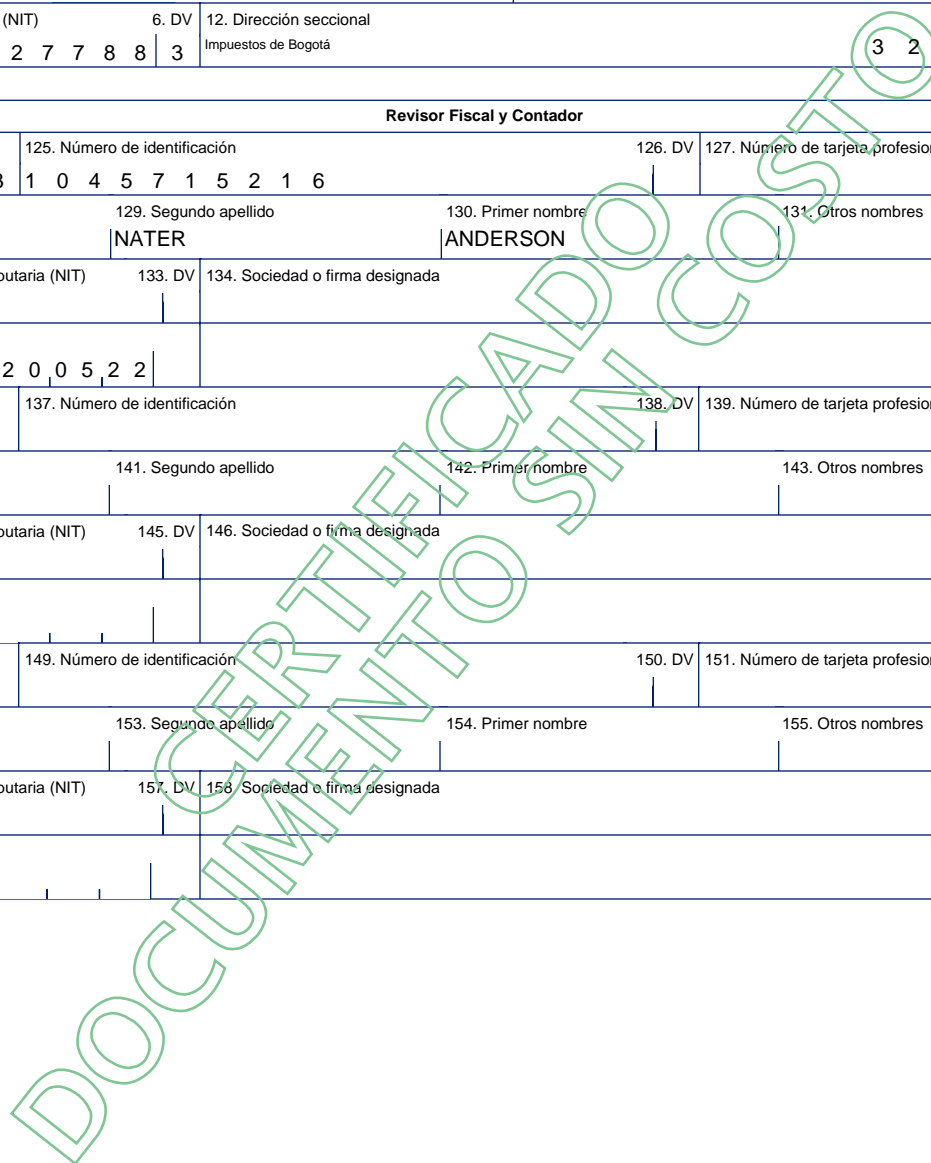 (NIT) 6. DV 12. Dirección seccional
2 7 7 8 8 3 Impuestos de Bogotá 3 2
Revisor Fiscal y Contador
125. Número de identificación 126. DV 127. Número de tarjeta profesio
1 0 4 5 7 1 5 2 1 6
129. Segundo apellido 130. Primer nombre 131. Otros nombres
NATER ANDERSON
butaria (NIT) 133. DV 134. Sociedad o firma designada
2 0 0 5 2 2
137. Número de identificación 138. DV 139. Número de tarjeta profesio
141. Segundo apellido 142. Primer nombre 143. Otros nombres
butaria (NIT) 145. DV 146. Sociedad o firma designada
149. Número de identificación 150. DV 151. Número de tarjeta profesio
153. Segundo apellido 154. Primer nombre 155. Otros nombres
butaria (NIT) 157. DV 158. Sociedad o firma designada
CERTIFICADO
DOCUMENTO SIN COSTO